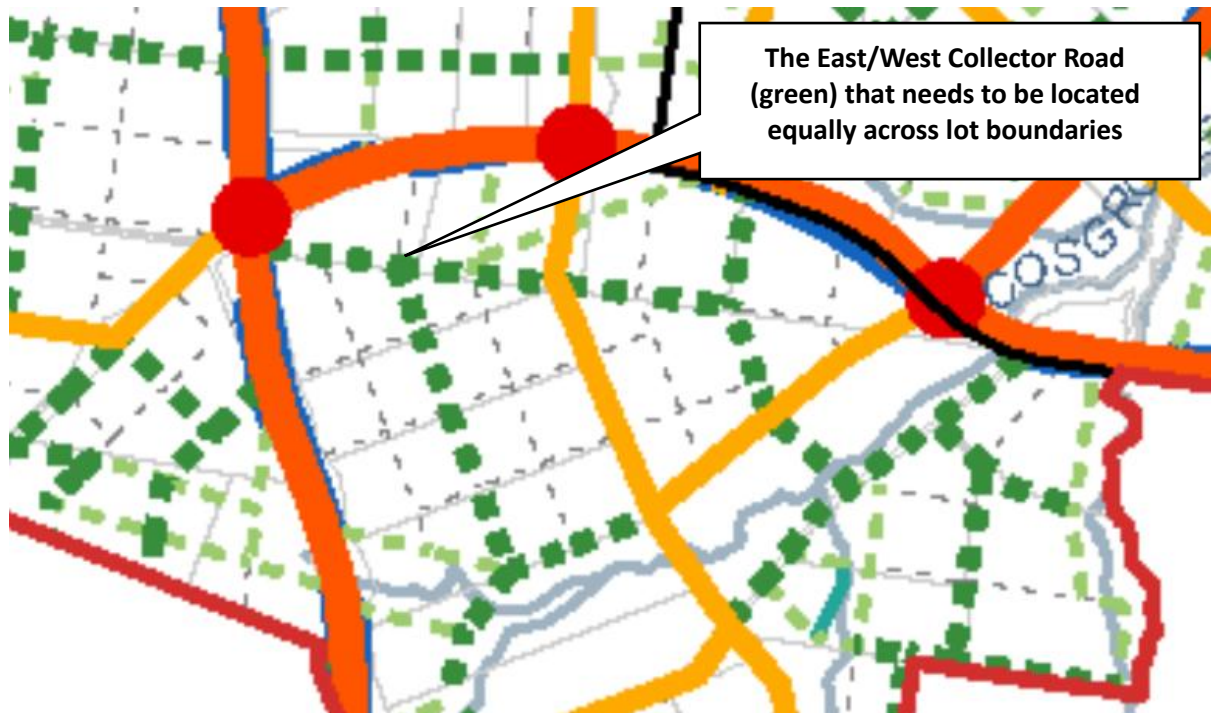 The East/West Collector Road
(green) that needs to be located
equally across lot boundaries
COSGR